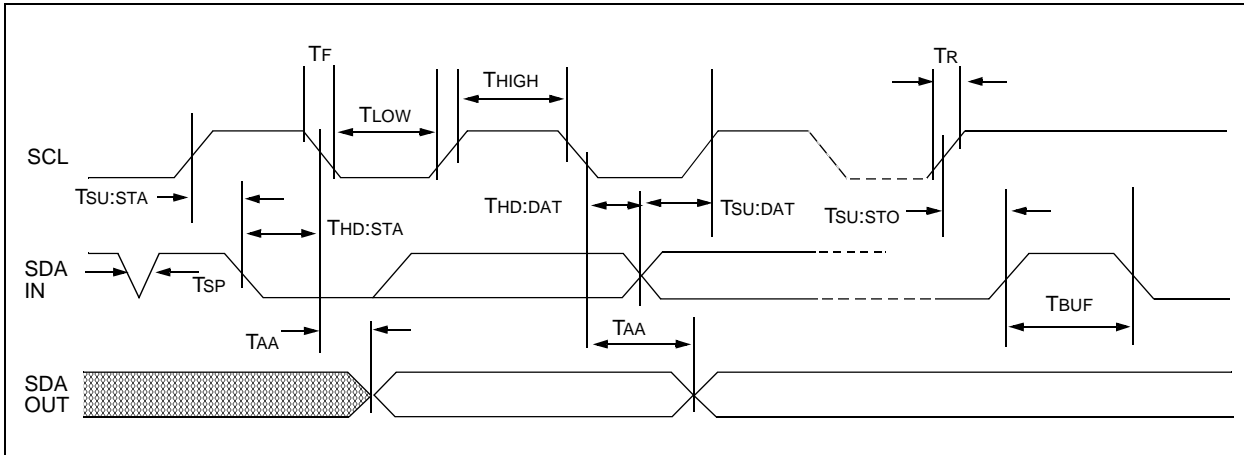 TF
TR
THIGH
TLOW
SCL
TSU:STA
THD:DAT
TSU:DAT
TSU:STO
THD:STA
SDA
IN
TSP
TBUF
TAA
TAA
SDA
OUT